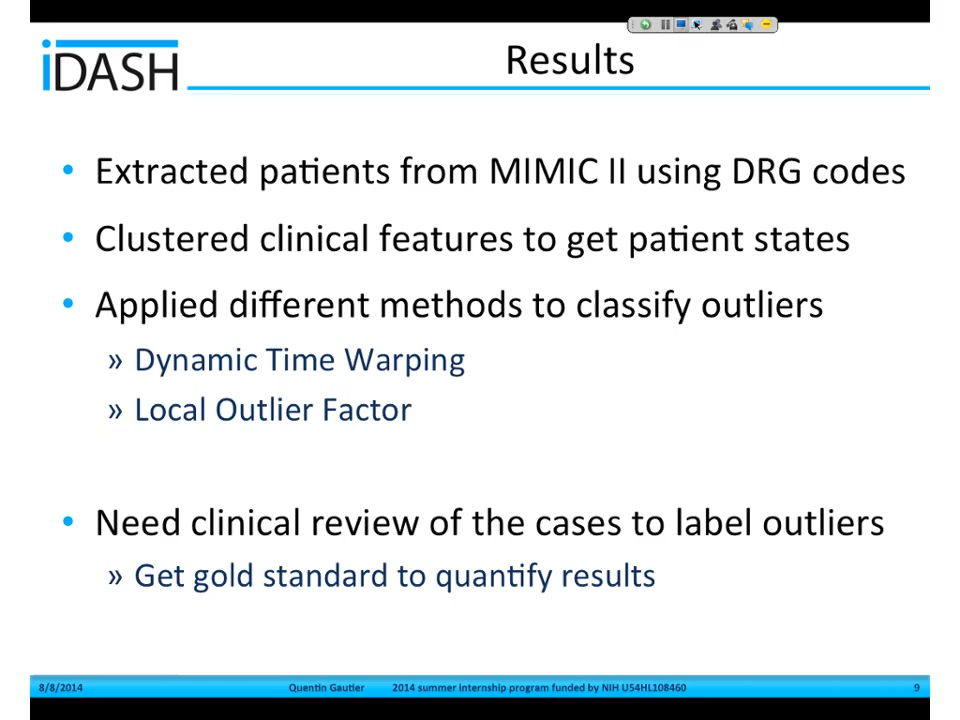 iDASH
Results
• Extracted patients from MIMIC II using DRG codes
• Clustered clinical features to get patient states
• Applied different methods to classify outliers
» Dynamic Time Warping
» Local Outlier Factor
• Need clinical review of the cases to label outliers
» Get gold standard to quantify results
8/8/2014 Quentin Gautier 2014 summer internship program funded by NIH U54HL108460 9